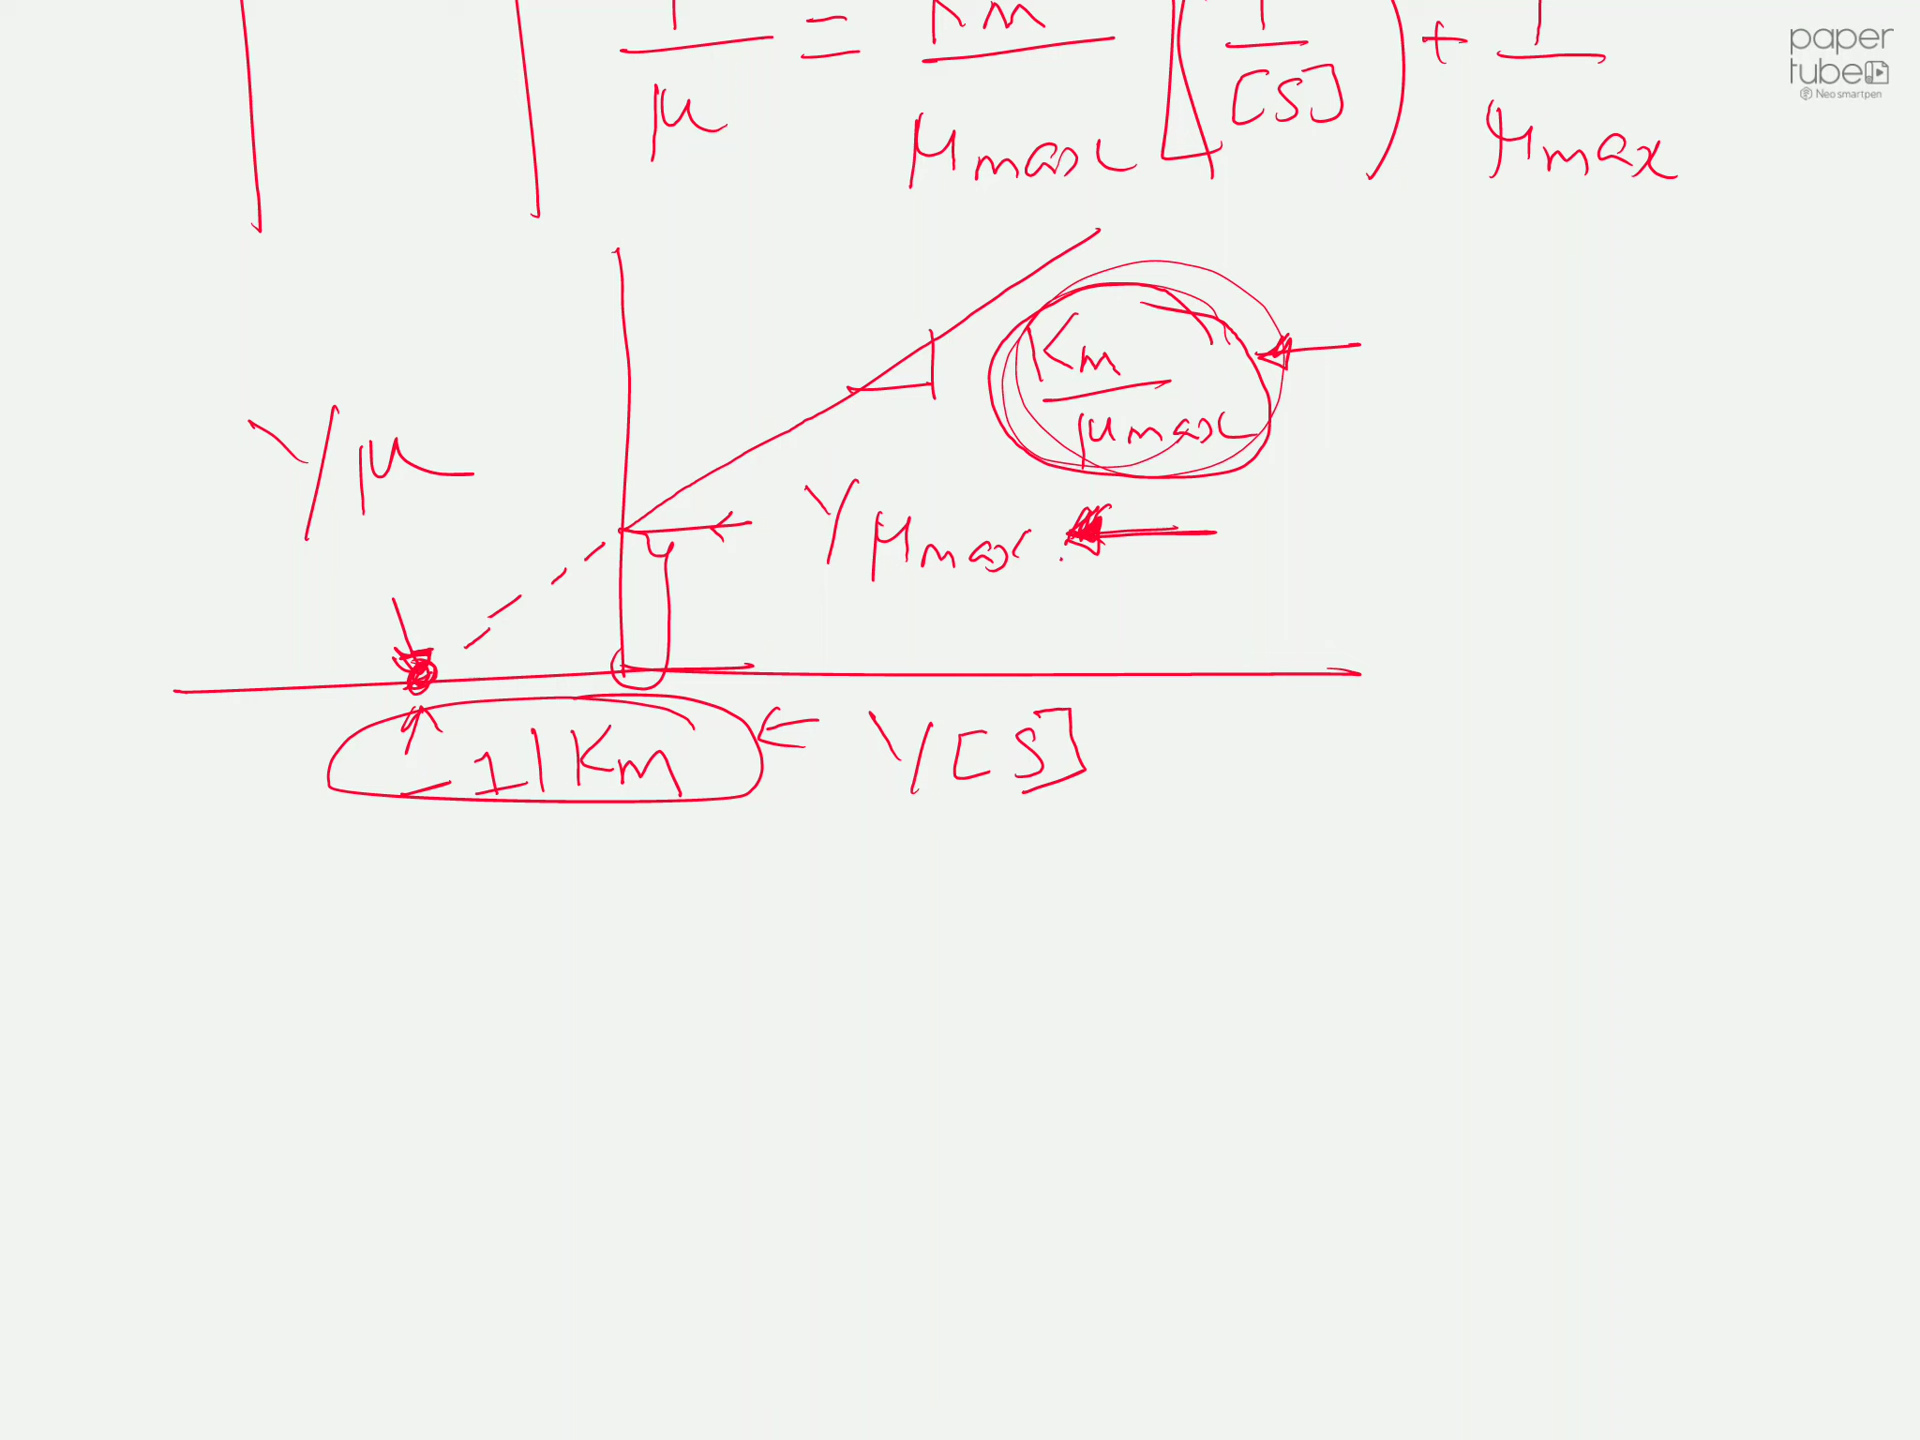 1/μ = Km/μmax (1/[S]) + 1/μmax
paper
tube
Neo smartpen
Km/μmax
1/μ
1/μmax
-1/Km
1/[S]